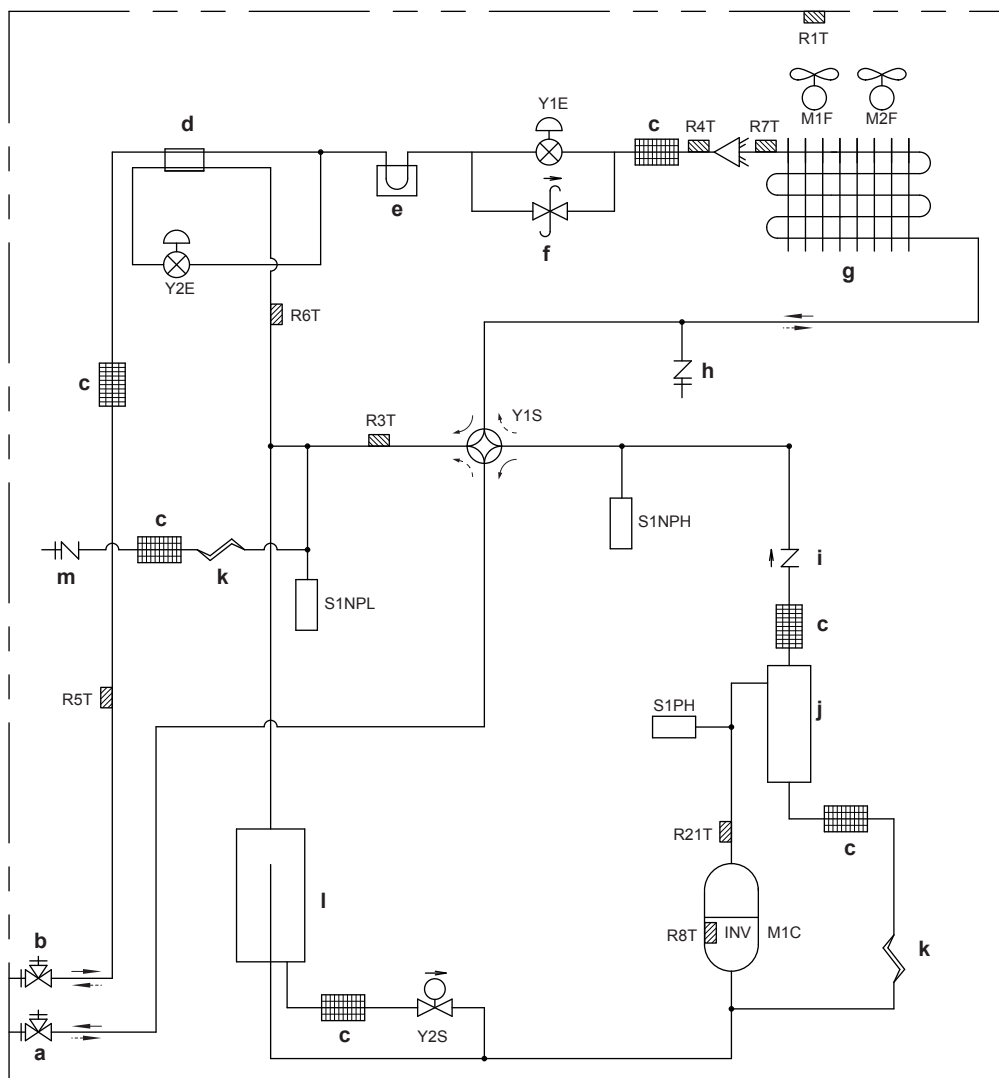 R1T
M1F
M2F
Y1E
d
c
R4T
R7T
e
f
g
Y2E
R6T
h
c
R3T
Y1S
c
S1NPH
m
k
i
S1NPL
c
R5T
S1PH
j
R21T
c
l
R8T
INV
M1C
b
k
c
Y2S
a